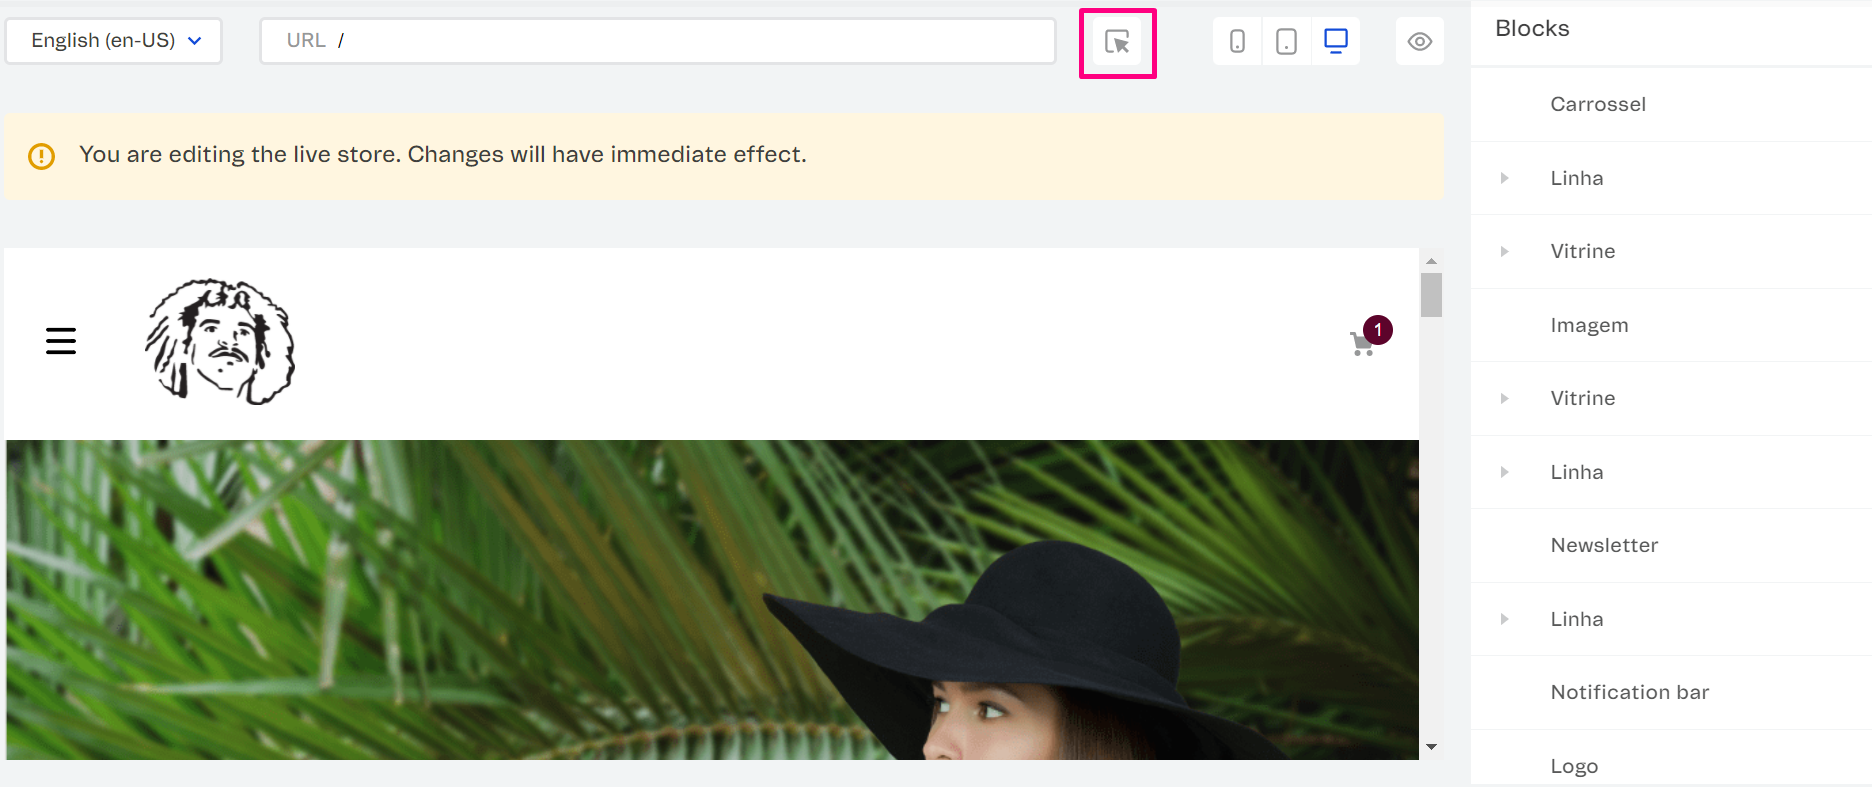 English (en-US)
URL /
Blocks
You are editing the live store. Changes will have immediate effect.
1
Carrossel
Linha
Vitrine
Imagem
Vitrine
Linha
Newsletter
Linha
Notification bar
Logo